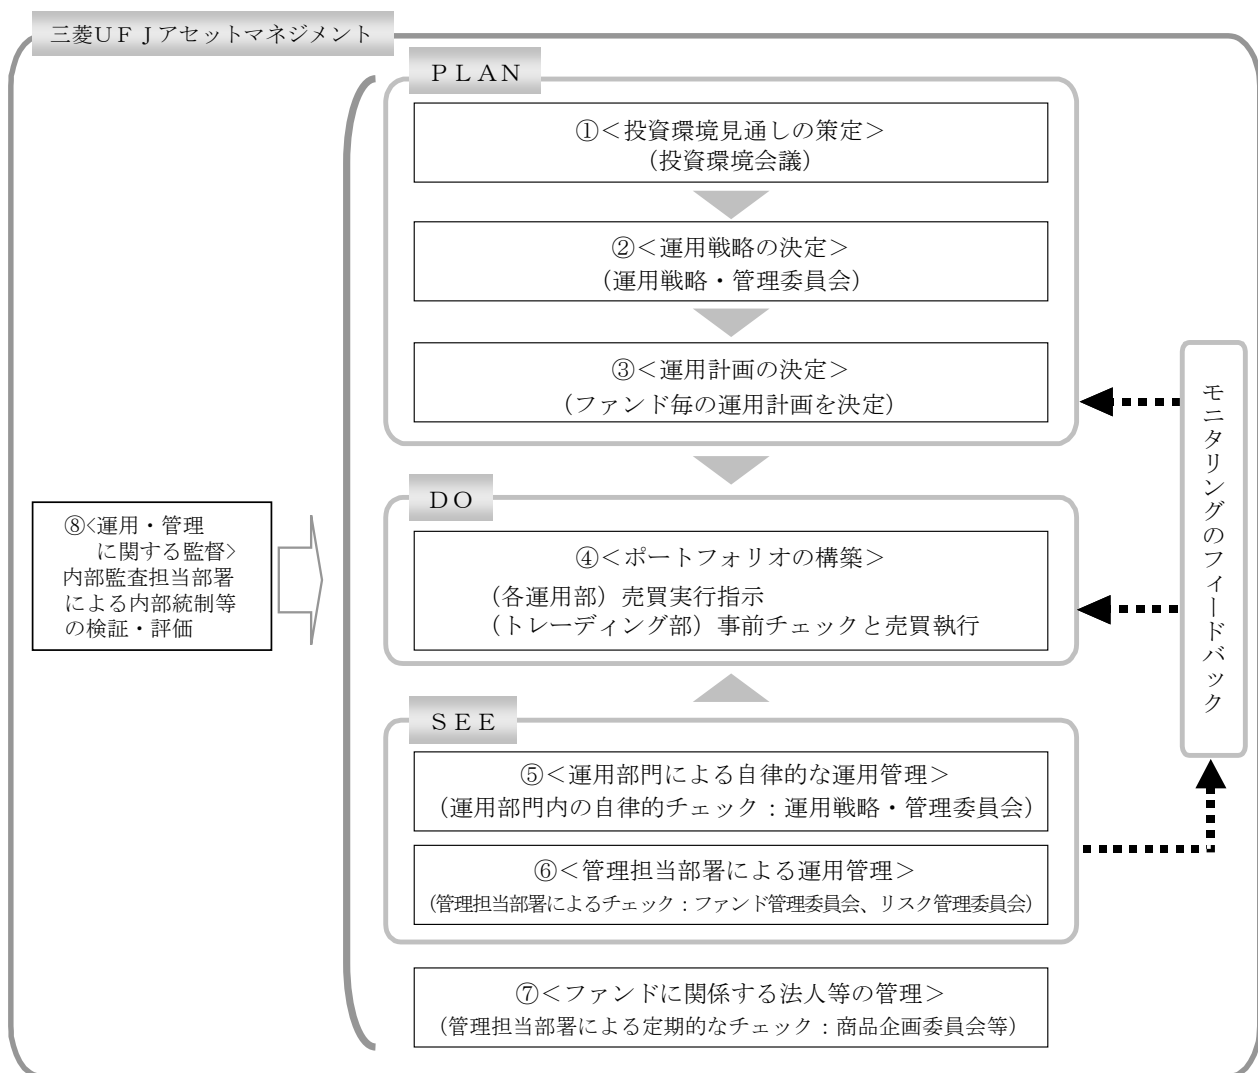 三菱ＵＦＪアセットマネジメント
ＰＬＡＮ
①＜投資環境見通しの策定＞
（投資環境会議）
②＜運用戦略の決定＞
（運用戦略・管理委員会）
③＜運用計画の決定＞
（ファンド毎の運用計画を決定）
ＤＯ
④＜ポートフォリオの構築＞
（各運用部）売買実行指示
（トレーディング部）事前チェックと売買執行
ＳＥＥ
⑤＜運用部門による自律的な運用管理＞
（運用部門内の自律的チェック：運用戦略・管理委員会）
⑥＜管理担当部署による運用管理＞
（管理担当部署によるチェック：ファンド管理委員会、リスク管理委員会）
⑦＜ファンドに関係する法人等の管理＞
（管理担当部署による定期的なチェック：商品企画委員会等）
⑧<運用・管理
に関する監督>
内部監査担当部署
による内部統制等
の検証・評価
モニタリングのフィードバック